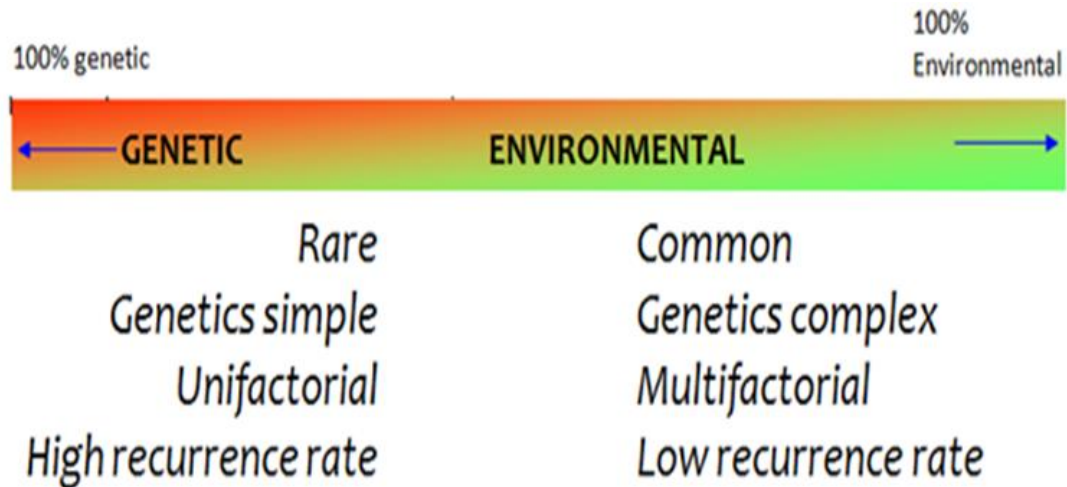 100% genetic
100%
Environmental
GENETIC
ENVIRONMENTAL
Rare
Common
Genetics simple
Genetics complex
Unifactorial
Multifactorial
High recurrence rate
Low recurrence rate